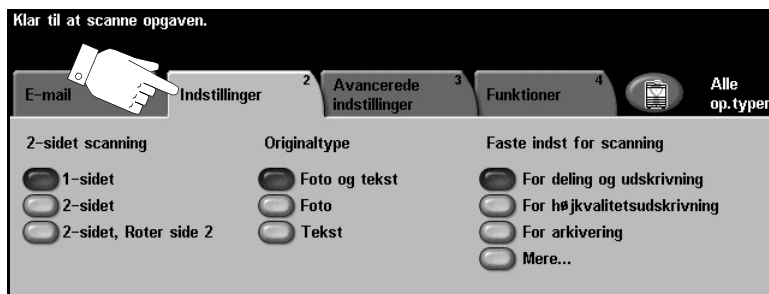 Klar til at scanne opgaven.
E-mail
Indstillinger
2
Avancerede
indstillinger
3
Funktioner
4
Alle
op.typer
2-sidet scanning
1-sidet
2-sidet
2-sidet, Roter side 2
Originaltype
Foto og tekst
Foto
Tekst
Faste indst for scanning
For deling og udskrivning
For højkvalitetsudskrivning
For arkivering
Mere...